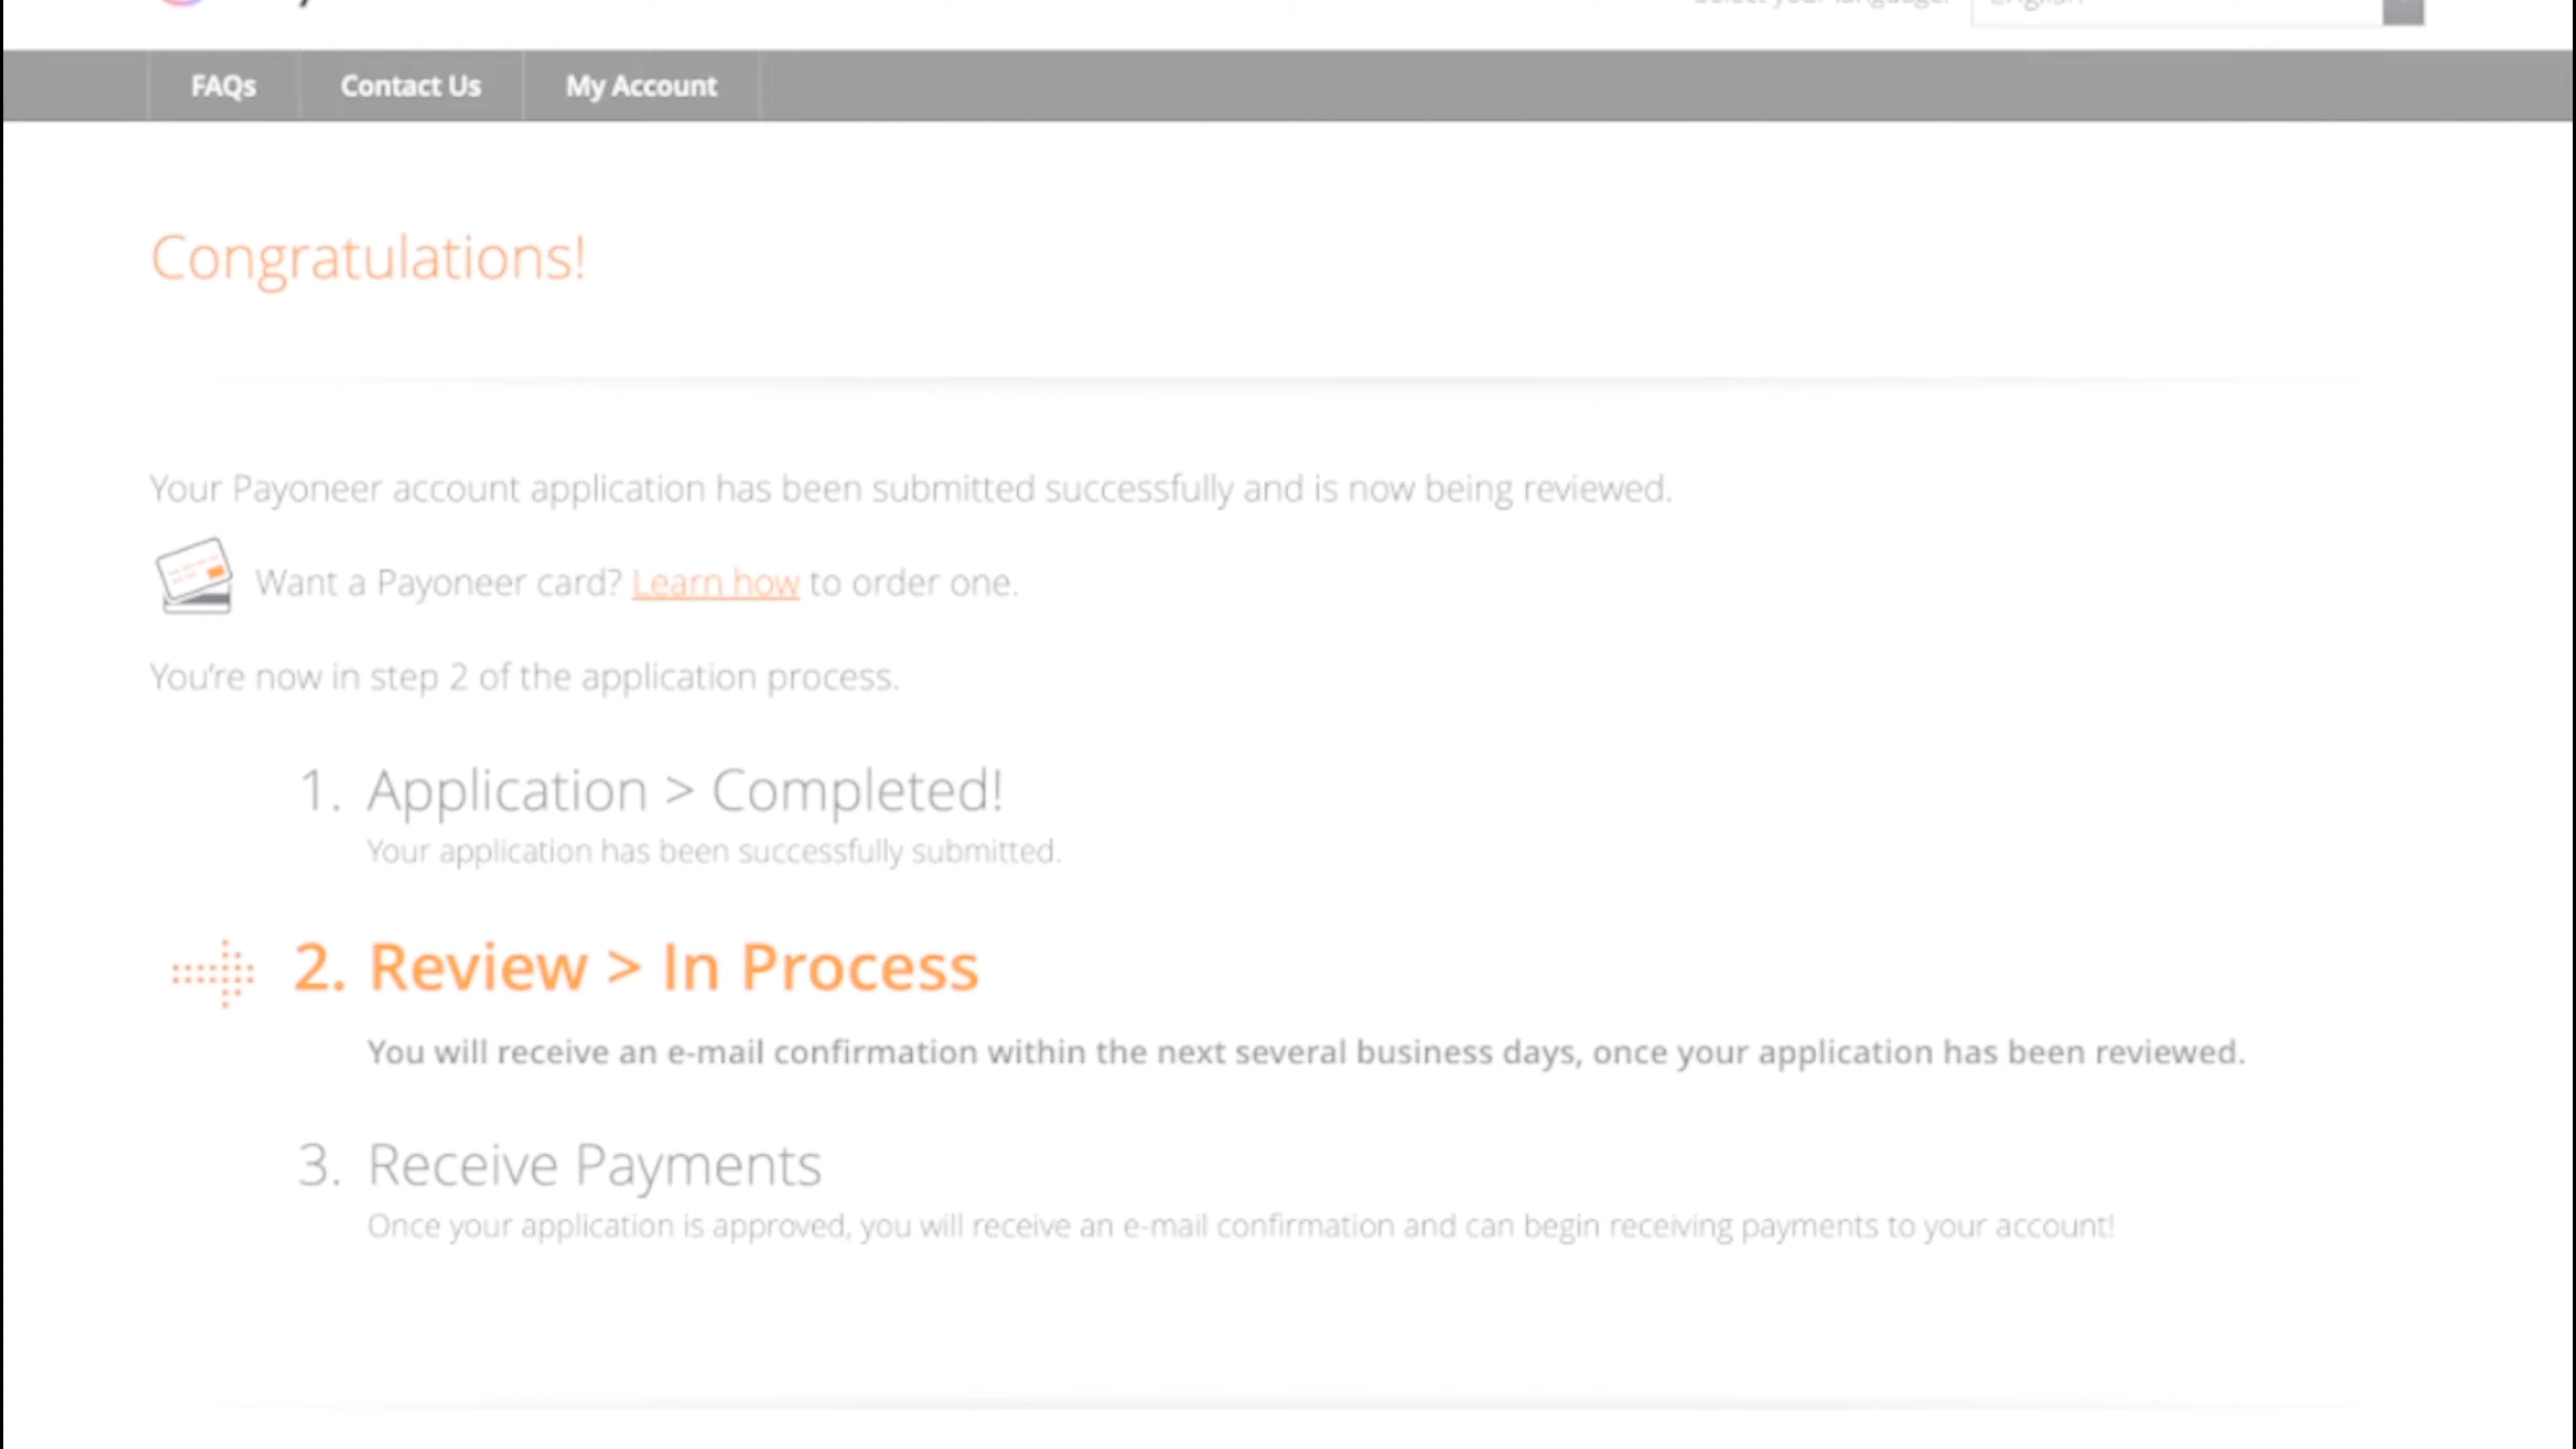 FAQs
Contact Us
My Account
Congratulations!
Your Payoneer account application has been submitted successfully and is now being reviewed.
Want a Payoneer card? Learn how to order one.
You're now in step 2 of the application process.
1. Application > Completed!
Your application has been successfully submitted.
2. Review > In Process
You will receive an e-mail confirmation within the next several business days, once your application has been reviewed.
3. Receive Payments
Once your application is approved, you will receive an e-mail confirmation and can begin receiving payments to your account!